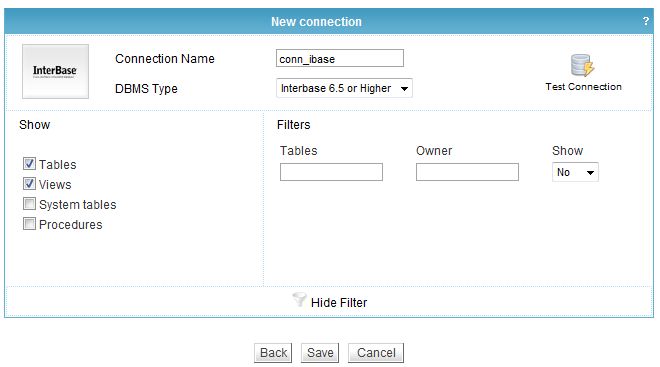 New connection
?
InterBase
Connection Name
conn_ibase
DBMS Type
Interbase 6.5 or Higher
Test Connection
Show
Tables
Views
System tables
Procedures
Filters
Tables
Owner
Show
No
Hide Filter
Back
Save
Cancel